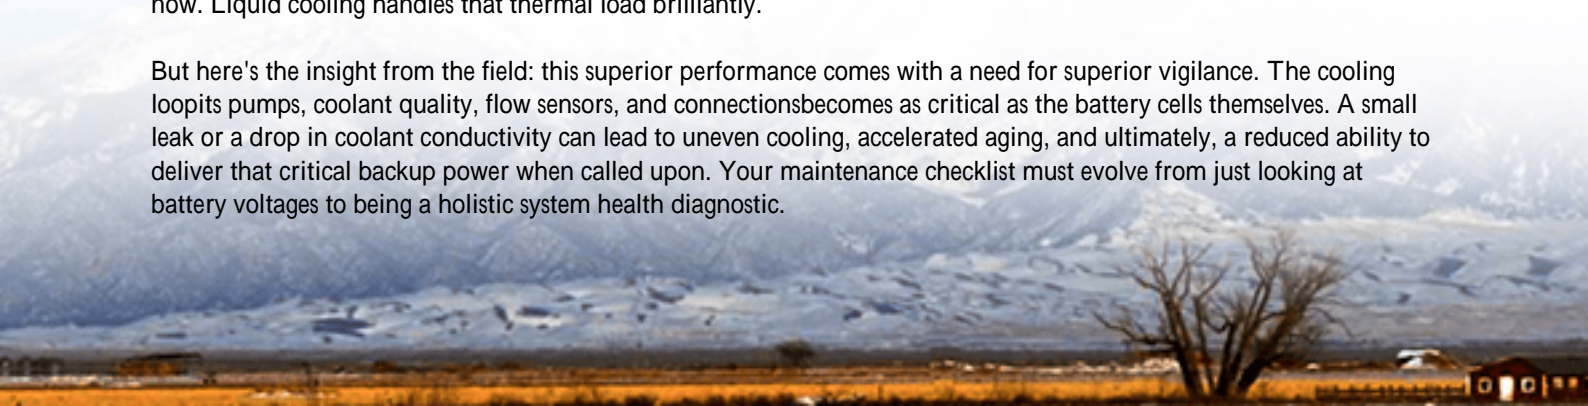 now. Liquid cooling handles that thermal load brilliantly.
But here's the insight from the field: this superior performance comes with a need for superior vigilance. The cooling
loopits pumps, coolant quality, flow sensors, and connectionsbecomes as critical as the battery cells themselves. A small
leak or a drop in coolant conductivity can lead to uneven cooling, accelerated aging, and ultimately, a reduced ability to
deliver that critical backup power when called upon. Your maintenance checklist must evolve from just looking at
battery voltages to being a holistic system health diagnostic.